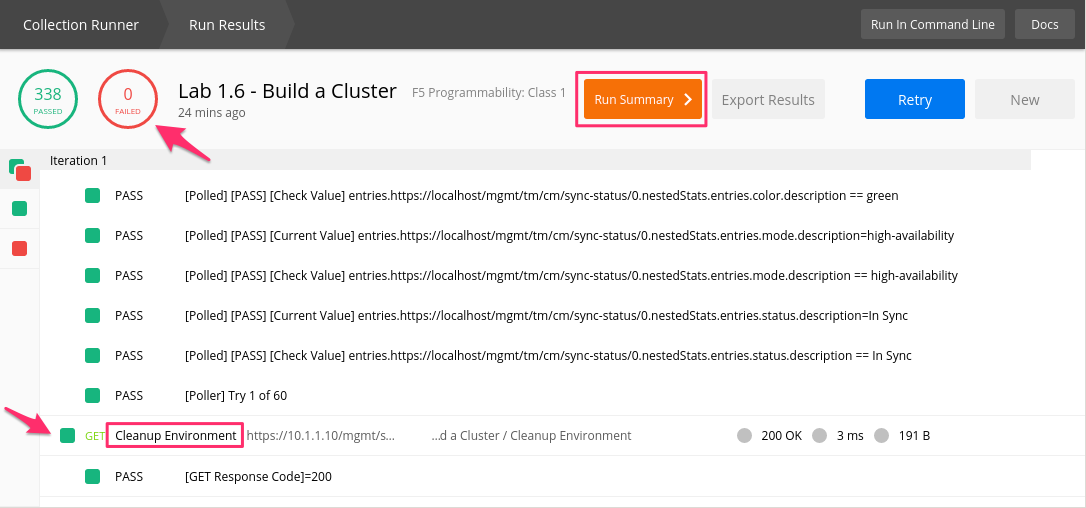 Collection Runner
Run Results
Run In Command Line
Docs
338
PASSED
0
FAILED
Lab 1.6 - Build a Cluster
F5 Programmability: Class 1
24 mins ago
Run Summary
Export Results
Retry
New
Iteration 1
PASS [Polled] [PASS] [Check Value] entries.https://localhost/mgmt/tm/cm/sync-status/0.nestedStats.entries.color.description == green
PASS [Polled] [PASS] [Current Value] entries.https://localhost/mgmt/tm/cm/sync-status/0.nestedStats.entries.mode.description=high-availability
PASS [Polled] [PASS] [Check Value] entries.https://localhost/mgmt/tm/cm/sync-status/0.nestedStats.entries.mode.description == high-availability
PASS [Polled] [PASS] [Current Value] entries.https://localhost/mgmt/tm/cm/sync-status/0.nestedStats.entries.status.description=In Sync
PASS [Polled] [PASS] [Check Value] entries.https://localhost/mgmt/tm/cm/sync-status/0.nestedStats.entries.status.description == In Sync
PASS [Poller] Try 1 of 60
GET Cleanup Environment https://10.1.1.10/mgmt/s... ...d a Cluster / Cleanup Environment 200 OK 3 ms 191 B
PASS [GET Response Code]=200